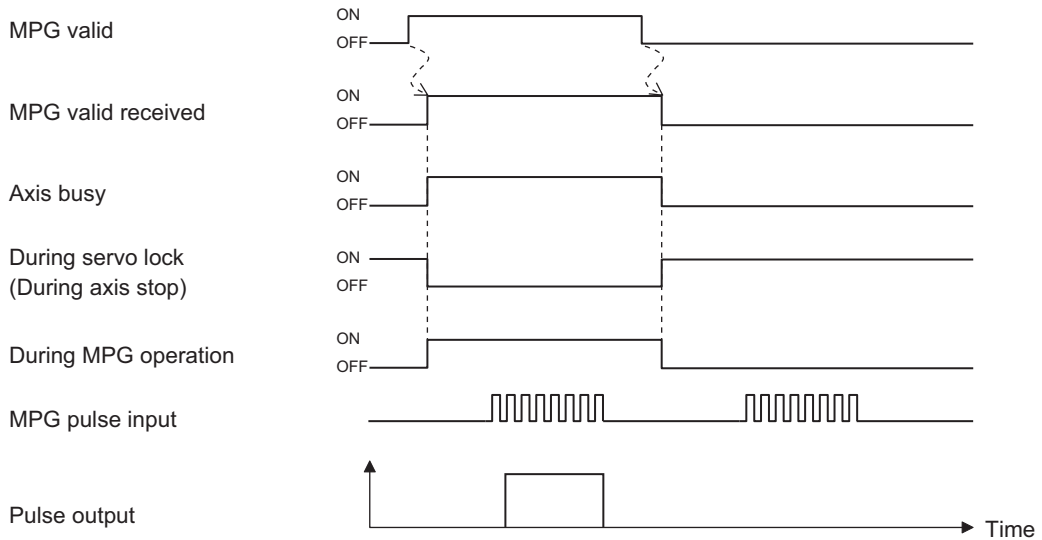 MPG valid
ON
OFF
MPG valid received
ON
OFF
Axis busy
ON
OFF
During servo lock
(During axis stop)
ON
OFF
During MPG operation
ON
OFF
MPG pulse input
Pulse output
Time